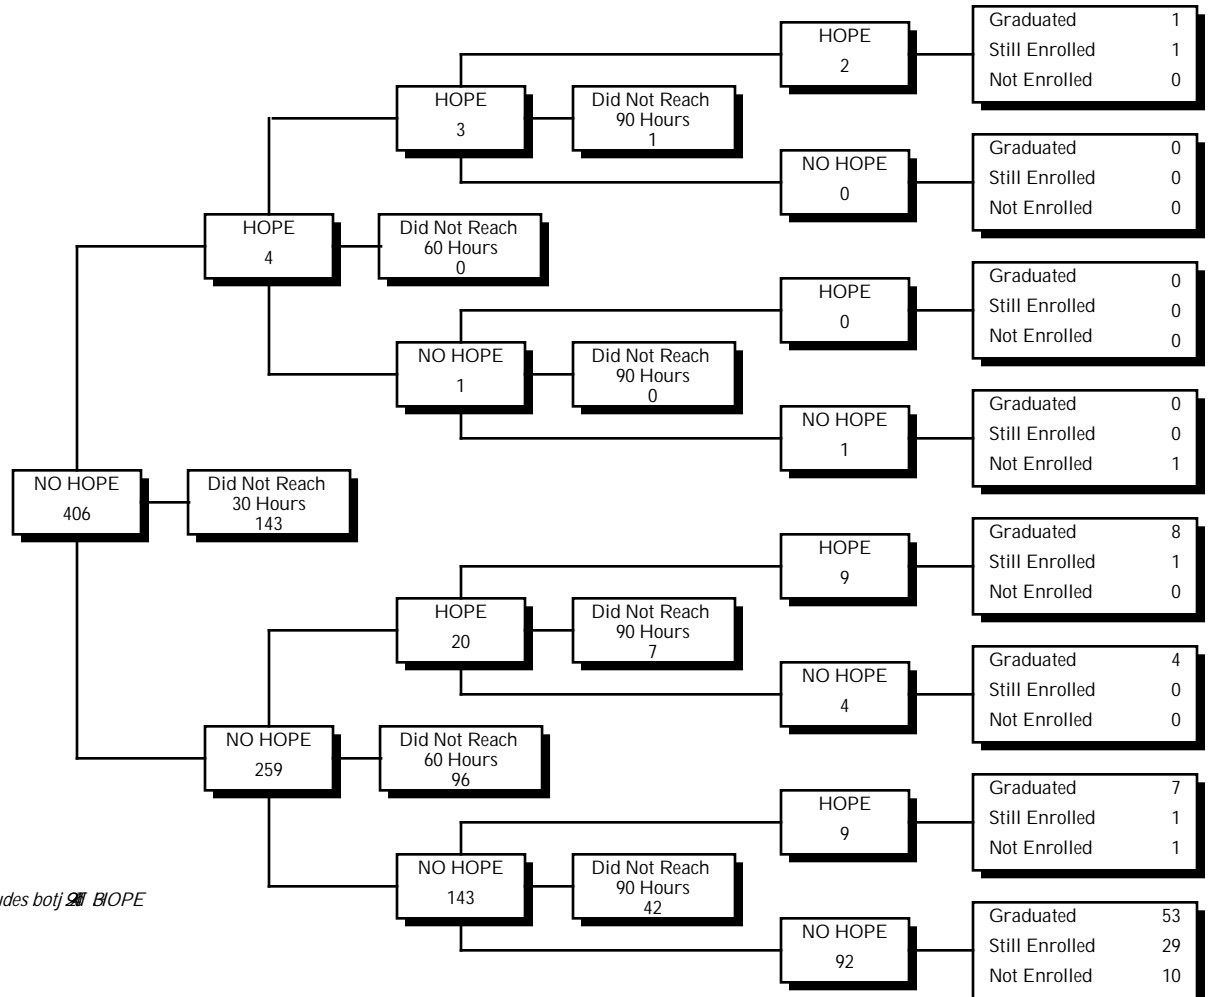 Graduated 1
Still Enrolled 1
Not Enrolled 0
HOPE
2
HOPE
3
Did Not Reach
90 Hours
1
NO HOPE
0
Graduated 0
Still Enrolled 0
Not Enrolled 0
HOPE
4
Did Not Reach
60 Hours
0
HOPE
0
Graduated 0
Still Enrolled 0
Not Enrolled 0
NO HOPE
1
Did Not Reach
90 Hours
0
NO HOPE
1
Graduated 0
Still Enrolled 0
Not Enrolled 1
NO HOPE
406
Did Not Reach
30 Hours
143
HOPE
9
Graduated 8
Still Enrolled 1
Not Enrolled 0
HOPE
20
Did Not Reach
90 Hours
7
NO HOPE
4
Graduated 4
Still Enrolled 0
Not Enrolled 0
NO HOPE
259
Did Not Reach
60 Hours
96
HOPE
9
Graduated 7
Still Enrolled 1
Not Enrolled 1
NO HOPE
143
Did Not Reach
90 Hours
42
NO HOPE
92
Graduated 53
Still Enrolled 29
Not Enrolled 10
udes botj HOPE